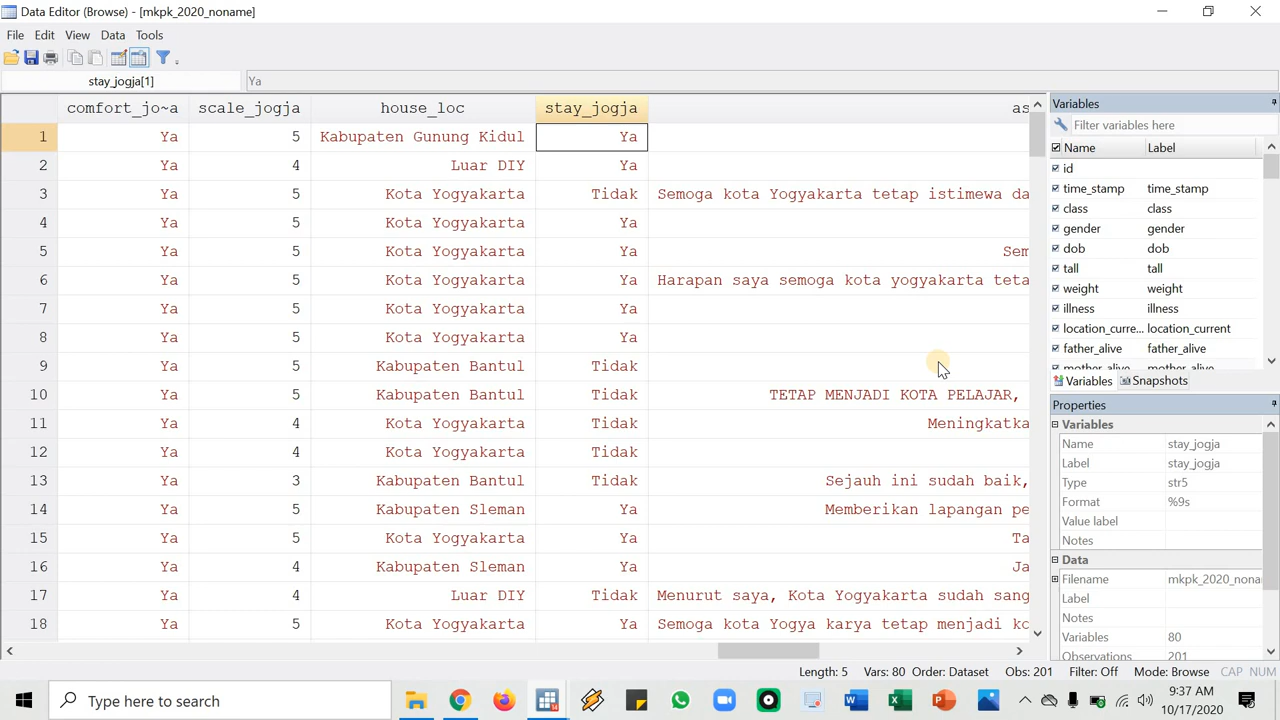 Data Editor (Browse) - [mkpk_2020_noname]
File Edit View Data Tools
stay_jogja[1] Ya
comfort_jo~a scale_jogja house_loc stay_jogja as
1 Ya 5 Kabupaten Gunung Kidul Ya
2 Ya 4 Luar DIY Ya
3 Ya 5 Kota Yogyakarta Tidak Semoga kota Yogyakarta tetap istimewa da
4 Ya 5 Kota Yogyakarta Ya
5 Ya 5 Kota Yogyakarta Ya Sem
6 Ya 5 Kota Yogyakarta Ya Harapan saya semoga kota yogyakarta teta
7 Ya 5 Kota Yogyakarta Ya
8 Ya 5 Kota Yogyakarta Ya
9 Ya 5 Kabupaten Bantul Tidak
10 Ya 5 Kabupaten Bantul Tidak TETAP MENJADI KOTA PELAJAR,
11 Ya 4 Kota Yogyakarta Tidak Meningkatka
12 Ya 4 Kota Yogyakarta Tidak
13 Ya 3 Kabupaten Bantul Tidak Sejauh ini sudah baik,
14 Ya 5 Kabupaten Sleman Ya Memberikan lapangan pe
15 Ya 5 Kota Yogyakarta Ya Ta
16 Ya 4 Kabupaten Sleman Ya Ja
17 Ya 4 Luar DIY Tidak Menurut saya, Kota Yogyakarta sudah sang
18 Ya 5 Kota Yogyakarta Ya Semoga kota Yogya karya tetap menjadi ko
Variables
Filter variables here
Name Label
id
time_stamp time_stamp
class class
gender gender
dob dob
tall tall
weight weight
illness illness
location_curre... location_current
father_alive father_alive
mother_alive mother_alive
Variables Snapshots
Properties
Variables
Name stay_jogja
Label stay_jogja
Type str5
Format %9s
Value label
Notes
Data
Filename mkpk_2020_nona
Label
Notes
Variables 80
Observations 201
Length: 5 Vars: 80 Order: Dataset Obs: 201 Filter: Off Mode: Browse CAP NUM
Type here to search
9:37 AM
10/17/2020